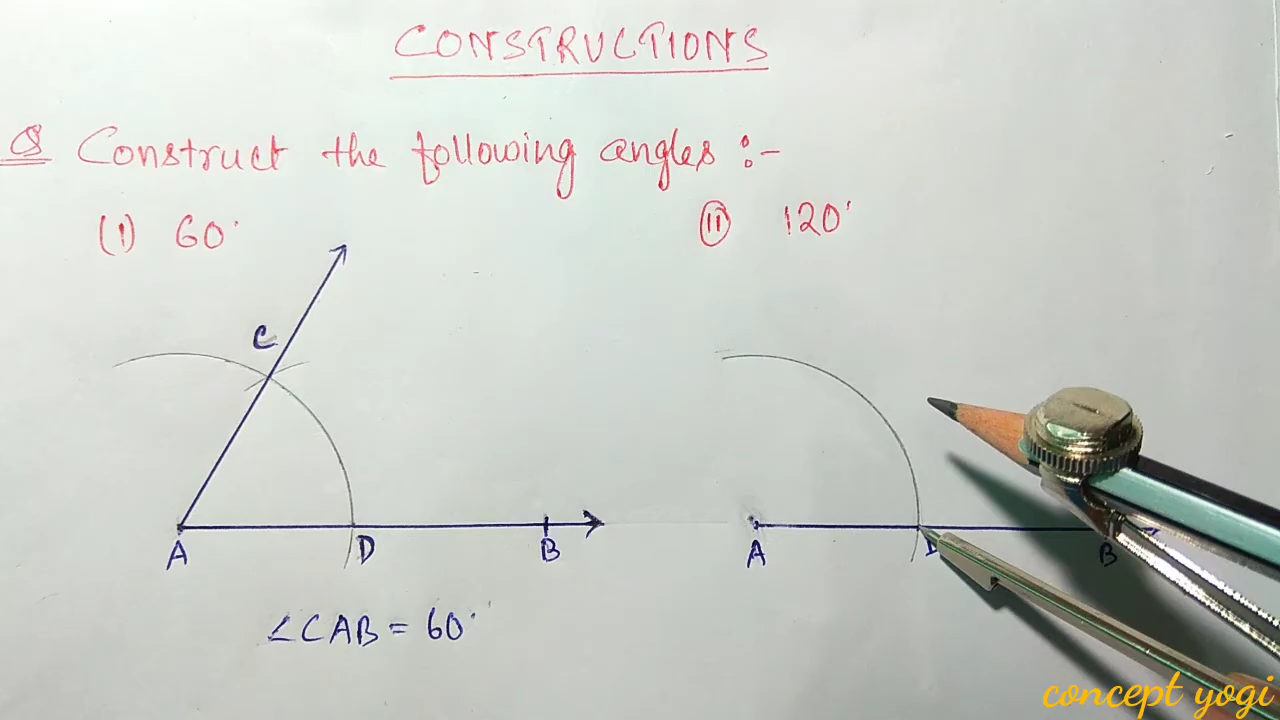 CONSTRUCTIONS
Q Construct the following angles :-
(i) 60°
(ii) 120°
C
A D B
A D B
∠CAB = 60°
concept yogi